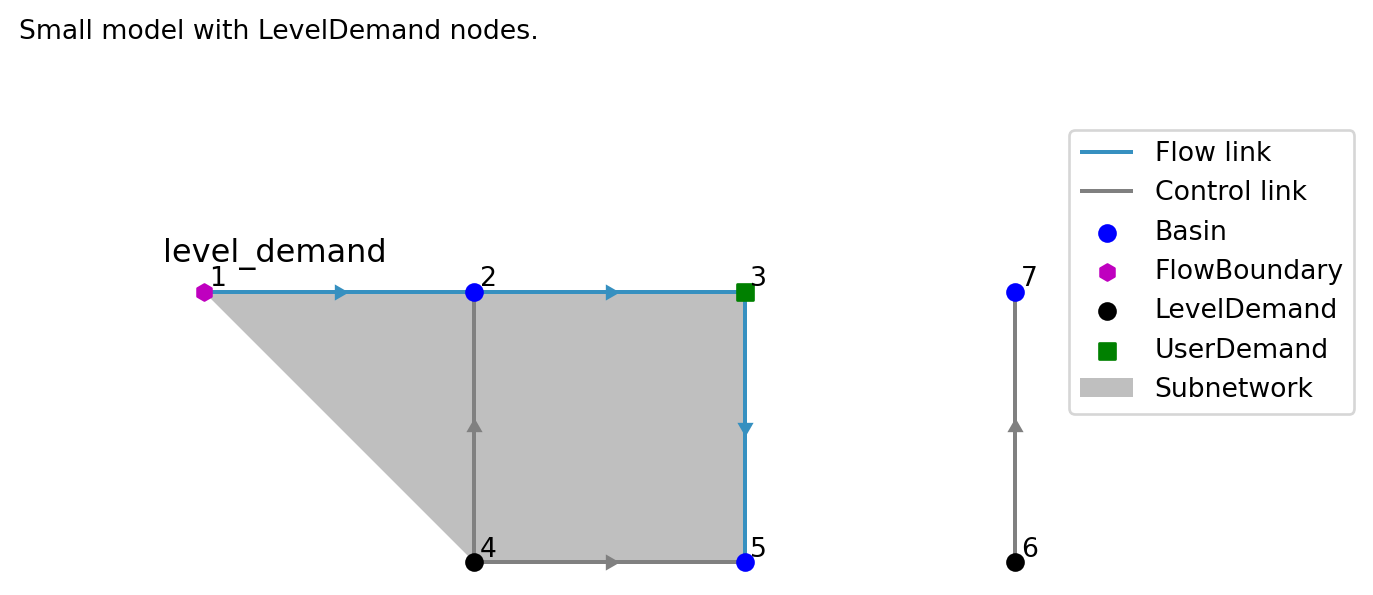 Small model with LevelDemand nodes.
level_demand
1
2
3
7
4
5
6
Flow link
Control link
Basin
FlowBoundary
LevelDemand
UserDemand
Subnetwork